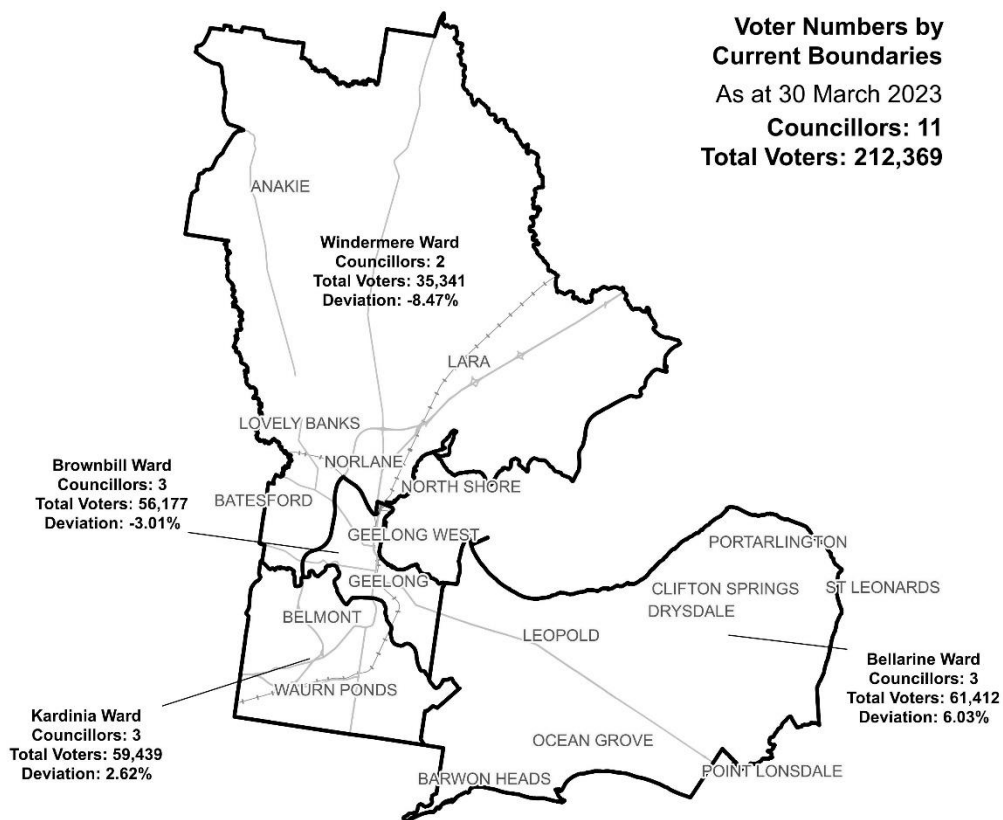 Voter Numbers by
Current Boundaries
As at 30 March 2023
Councillors: 11
Total Voters: 212,369
ANAKIE
Windermere Ward
Councillors: 2
Total Voters: 35,341
Deviation: -8.47%
LARA
LOVELY BANKS
NORLANE
Brownbill Ward
Councillors: 3
Total Voters: 56,177
Deviation: -3.01%
BATESFORD
NORTH SHORE
GEELONG WEST
PORTARLINGTON
GEELONG
CLIFTON SPRINGS
ST LEONARDS
DRYSDALE
BELMONT
LEOPOLD
Bellarine Ward
Councillors: 3
Total Voters: 61,412
Deviation: 6.03%
WAURN PONDS
Kardinia Ward
Councillors: 3
Total Voters: 59,439
Deviation: 2.62%
OCEAN GROVE
POINT LONSDALE
BARWON HEADS